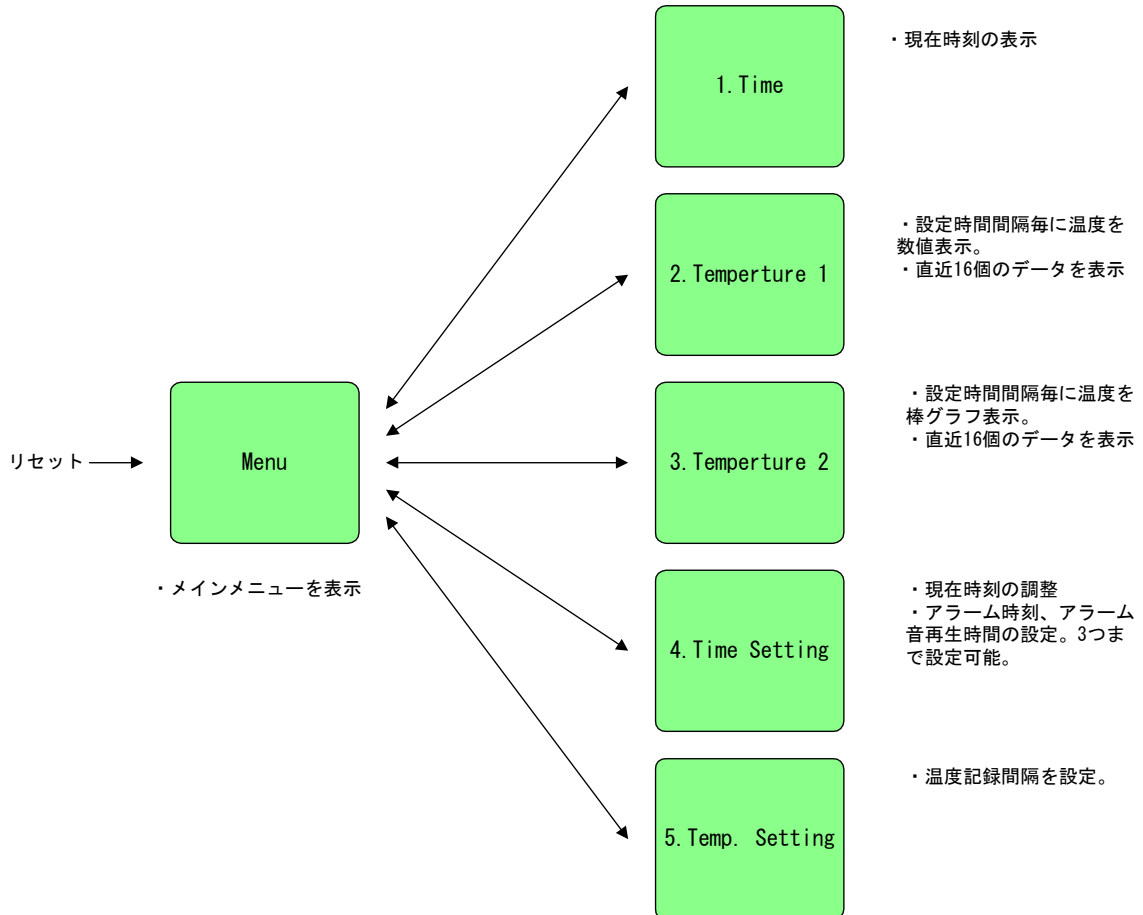 1.Time
・現在時刻の表示
2.Temperture 1
・設定時間間隔毎に温度を
数値表示。
・直近16個のデータを表示
リセット
Menu
・メインメニューを表示
3.Temperture 2
・設定時間間隔毎に温度を
棒グラフ表示。
・直近16個のデータを表示
4.Time Setting
・現在時刻の調整
・アラーム時刻、アラーム
音再生時間の設定。3つま
で設定可能。
5.Temp. Setting
・温度記録間隔を設定。